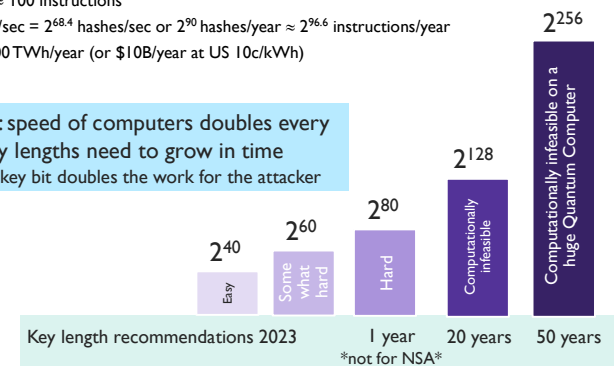 100 instructions
/sec = 2^68.4 hashes/sec or 2^90 hashes/year ≈ 2^96.6 instructions/year
00 TWh/year (or $10B/year at US 10c/kWh)
: speed of computers doubles every
y lengths need to grow in time
key bit doubles the work for the attacker
2^40
Easy
2^60
Some
what
hard
2^80
Hard
2^128
Computationally
infeasible
2^256
Computationally infeasible on a
huge Quantum Computer
Key length recommendations 2023
1 year
*not for NSA*
20 years
50 years